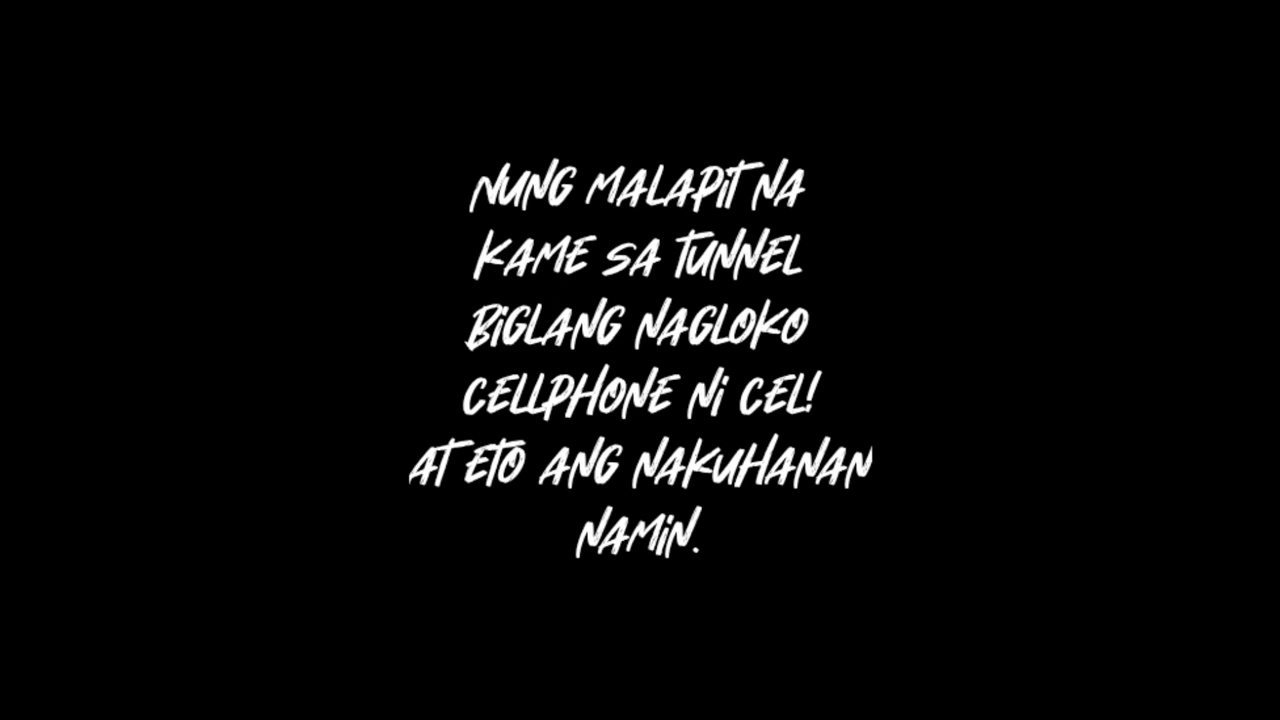 NUNG MALAPIT NA
KAME SA TUNNEL
BIGLANG NAGLOKO
CELLPHONE NI CEL!
AT ETO ANG NAKUHANAN
NAMIN.